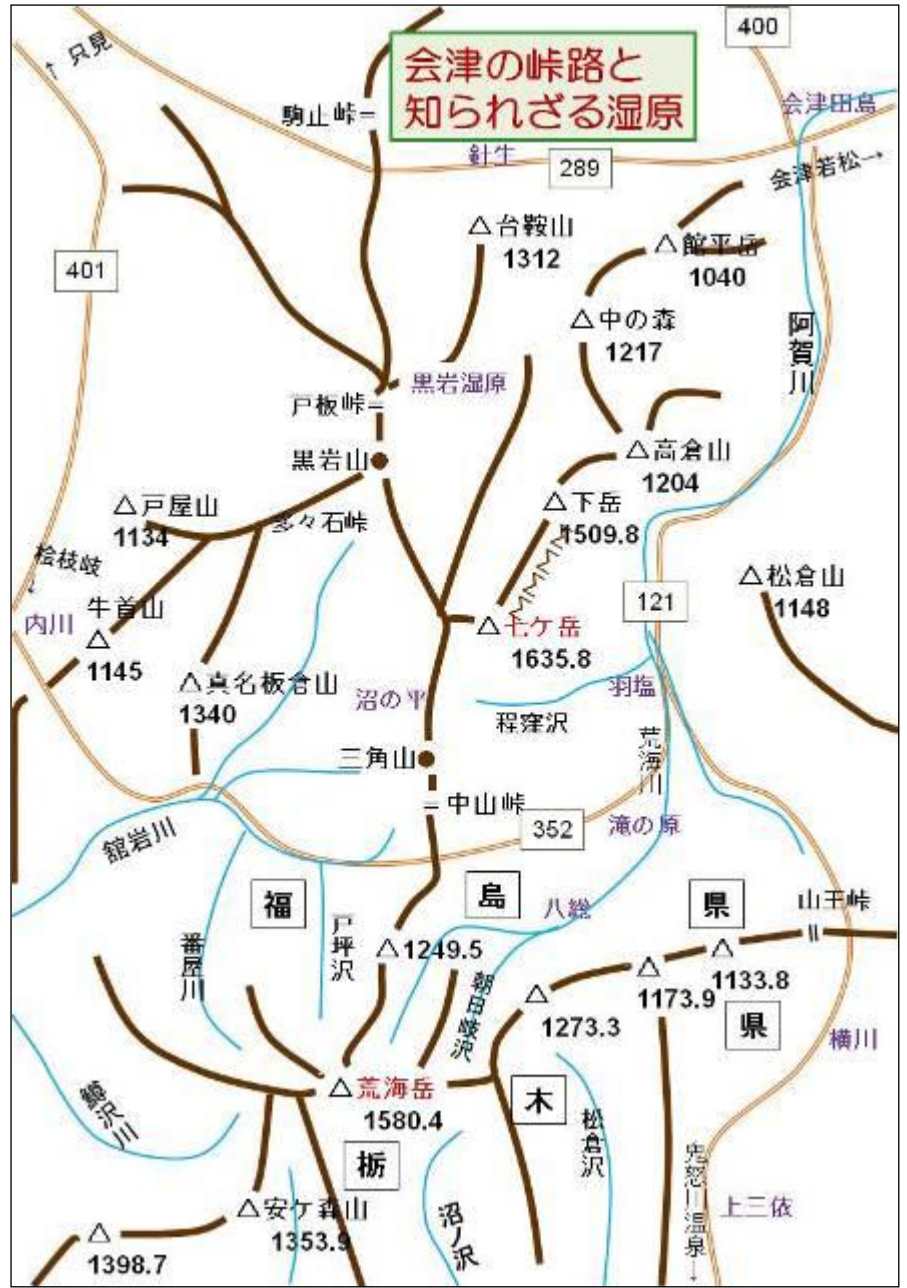 会津の峠路と
知られざる湿原
400
↑ 只見
会津田島
駒止峠
針生
289
会津若松→
401
△台鞍山
1312
△館平岳
1040
△中の森
1217
阿賀川
黒岩湿原
戸板峠
黒岩山
△高倉山
1204
△戸屋山
1134
多々石峠
△下岳
1509.8
桧枝岐
↓
牛首山
△
1145
内川
121
△松倉山
1148
△七ケ岳
1635.8
△真名板倉山
1340
沼の平
羽塩
程窪沢
三角山
荒海川
中山峠
352
滝の原
舘岩川
福
島
県
戸坪沢
番屋川
八総
山王峠
△1249.5
朝日岐沢
△
1133.8
△
1173.9
△
1273.3
県
横川
△荒海岳
1580.4
木
松倉沢
鱒沢川
栃
鬼怒川温泉→
上三依
△安ケ森山
1353.9
沼ノ沢
△
1398.7